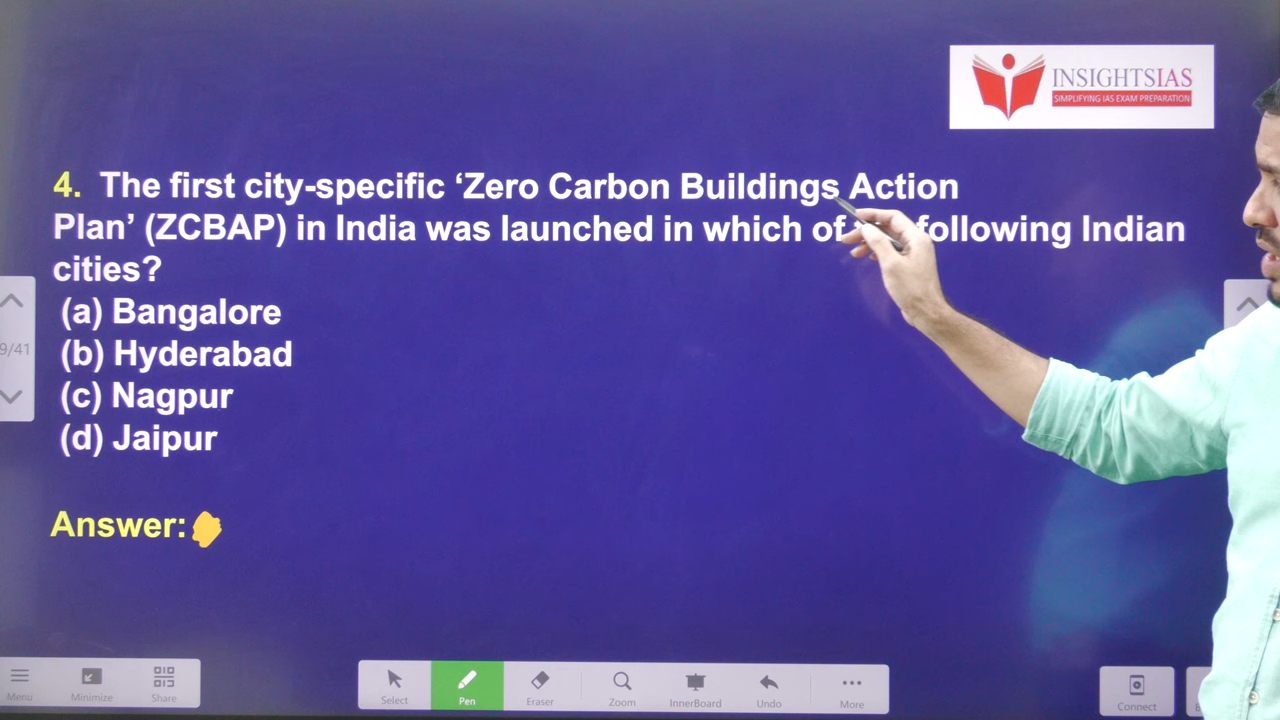 INSIGHTSIAS
SIMPLIFYING IAS EXAM PREPARATION
4. The first city-specific ‘Zero Carbon Buildings Action
Plan’ (ZCBAP) in India was launched in which of following Indian
cities?
(a) Bangalore
(b) Hyderabad
(c) Nagpur
(d) Jaipur
Answer:
9/41
Menu Minimize Share Select Pen Eraser Zoom InnerBoard Undo More Connect